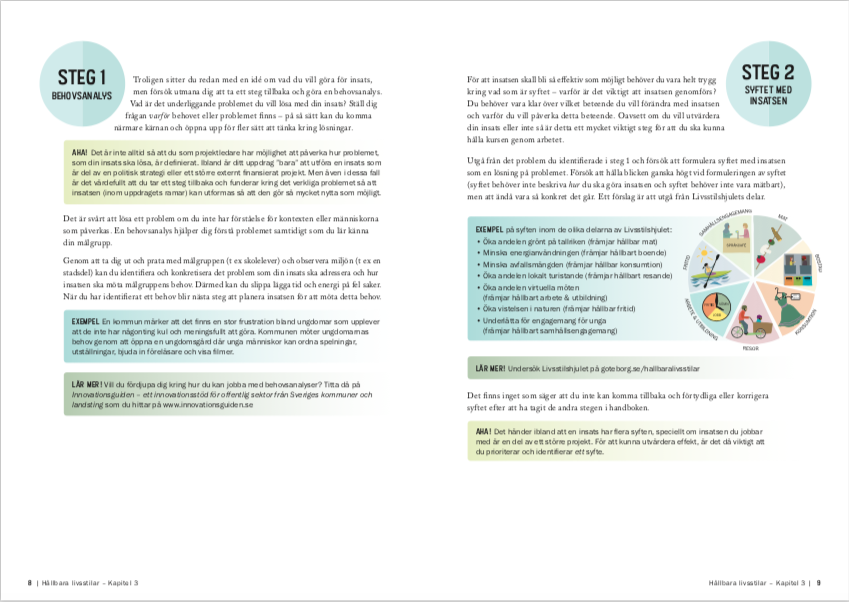 STEG 1
BEHOVSANALYS
Troligen sitter du redan med en idé om vad du vill göra för insats,
men försök utmana dig att ta ett steg tillbaka och göra en behovsanalys.
Vad är det underliggande problemet du vill lösa med din insats? Ställ dig
frågan varför behovet eller problemet finns – på så sätt kan du komma
närmare kärnan och öppna upp för fler sätt att tänka kring lösningar.
AHA! Det är inte alltid så att du som projektledare har möjlighet att påverka hur problemet,
som din insats ska lösa, är definierat. Ibland är ditt uppdrag "bara" att utföra en insats som
är del av en politisk strategi eller ett större externt finansierat projekt. Men även i dessa fall
är det värdefullt att du tar ett steg tillbaka och funderar kring det verkliga problemet så att
insatsen (inom uppdragets ramar) kan utformas så att den gör så mycket nytta som möjligt.
Det är svårt att lösa ett problem om du inte har förståelse för kontexten eller människorna
som påverkas. En behovsanalys hjälper dig förstå problemet samtidigt som du lär känna
din målgrupp.
Genom att ta dig ut och prata med målgruppen (t ex skolelever) och observera miljön (t ex en
stadsdel) kan du identifiera och konkretisera det problem som din insats ska adressera och hur
insatsen ska möta målgruppens behov. Därmed kan du slippa lägga tid och energi på fel saker.
När du har identifierat ett behov blir nästa steg att planera insatsen för att möta detta behov.
EXEMPEL En kommun märker att det finns en stor frustration bland ungdomar som upplever
att de inte har någonting kul och meningsfullt att göra. Kommunen möter ungdomarnas
behov genom att öppna en ungdomsgård där unga människor kan ordna spelningar,
utställningar, bjuda in föreläsare och visa filmer.
LÄR MER! Vill du fördjupa dig kring hur du kan jobba med behovsanalyser? Titta då på
Innovationsguiden – ett innovationsstöd för offentlig sektor från Sveriges kommuner och
landsting som du hittar på www.innovationsguiden.se
8 | Hållbara livsstilar – Kapitel 3
STEG 2
SYFTET MED
INSATSEN
För att insatsen skall bli så effektiv som möjligt behöver du vara helt trygg
kring vad som är syftet – varför är det viktigt att insatsen genomförs?
Du behöver vara klar över vilket beteende du vill förändra med insatsen
och varför du vill påverka detta beteende. Oavsett om du vill utvärdera
din insats eller inte så är detta ett mycket viktigt steg för att du ska kunna
hålla kursen genom arbetet.
Utgå från det problem du identifierade i steg 1 och försök att formulera syftet med insatsen
som en lösning på problemet. Försök att hålla blicken ganska högt vid formuleringen av syftet
(syftet behöver inte beskriva hur du ska göra insatsen och syftet behöver inte vara mätbart),
men att ändå vara så konkret det går. Ett förslag är att utgå från Livsstilshjulets delar.
EXEMPEL på syften inom de olika delarna av Livsstilshjulet:
• Öka andelen grönt på tallriken (främjar hållbar mat)
• Minska energianvändningen (främjar hållbart boende)
• Minska avfallsmängden (främjar hållbar konsumtion)
• Öka andelen lokalt turistande (främjar hållbart resande)
• Öka andelen virtuella möten
(främjar hållbart arbete & utbildning)
• Öka vistelsen i naturen (främjar hållbar fritid)
• Underlätta för engagemang för unga
(främjar hållbart samhällsengagemang)
SAMHÄLLSENGAGEMANG
MAT
BOSTAD
KONSUMTION
RESOR
ARBETE & UTBILDNING
FRITID
LÄR MER! Undersök Livsstilshjulet på goteborg.se/hallbaralivsstilar
Det finns inget som säger att du inte kan komma tillbaka och förtydliga eller korrigera
syftet efter att ha tagit de andra stegen i handboken.
AHA! Det händer ibland att en insats har flera syften, speciellt om insatsen du jobbar
med är en del av ett större projekt. För att kunna utvärdera effekt, är det då viktigt att
du prioriterar och identifierar ett syfte.
Hållbara livsstilar – Kapitel 3 | 9